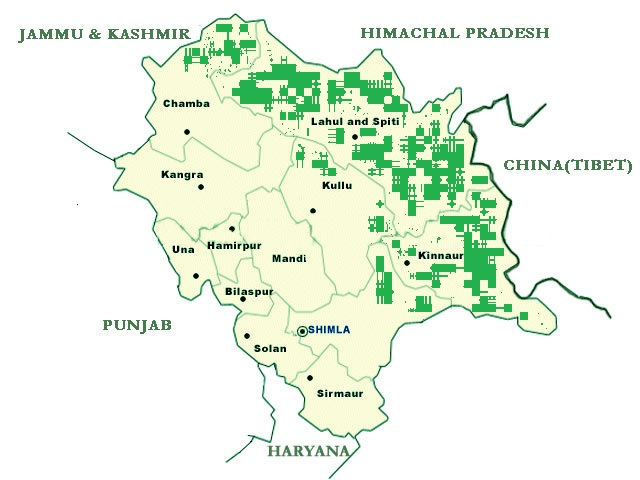 JAMMU & KASHMIR
HIMACHAL PRADESH
Chamba
Lahul and Spiti
CHINA(TIBET)
Kangra
Kullu
Una
Hamirpur
Mandi
Kinnaur
Bilaspur
PUNJAB
SHIMLA
Solan
Sirmaur
HARYANA